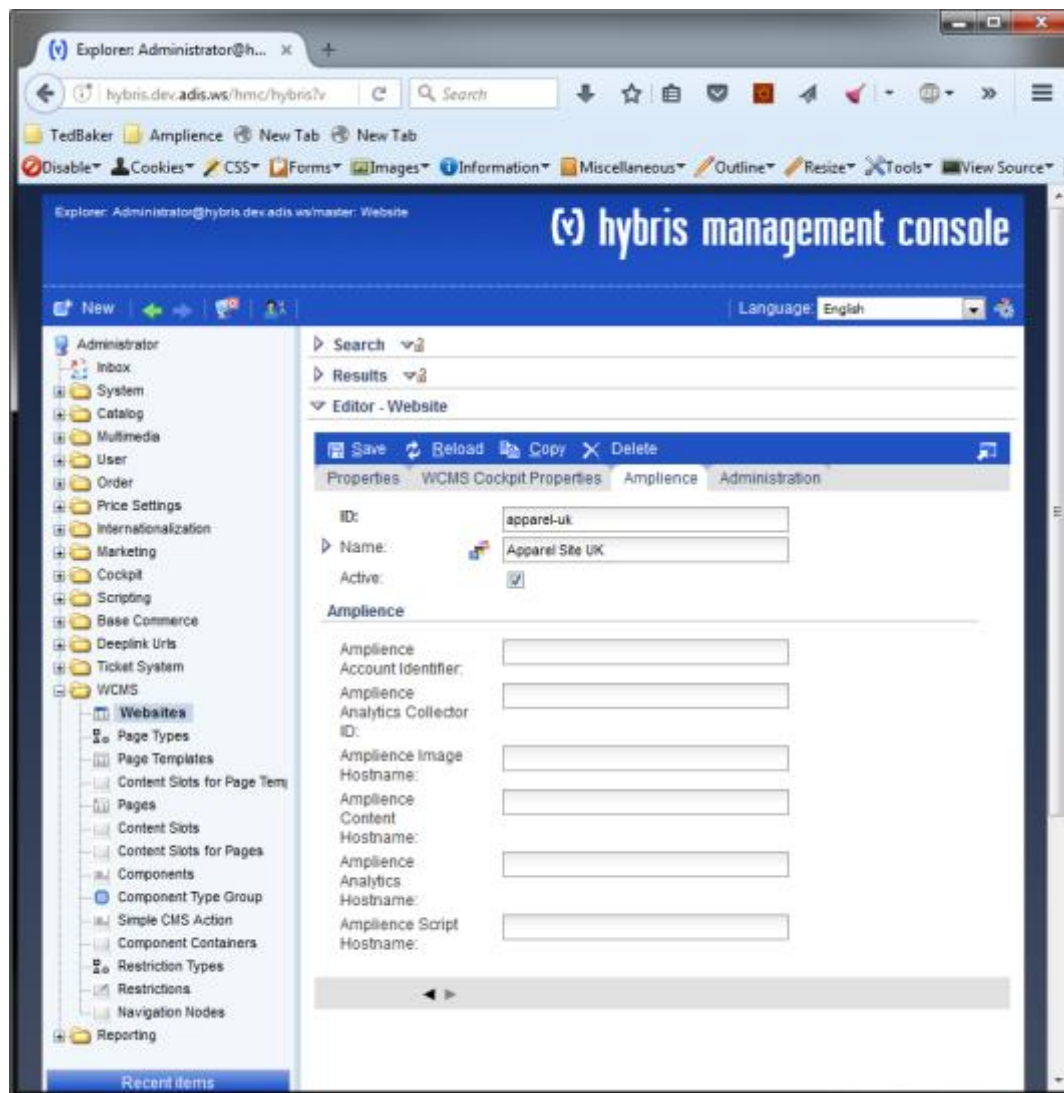 Explorer: Administrator@h...
hybris.dev.adis.ws/hmc/hybris?v
Search
TedBaker Amplience New Tab New Tab
Disable Cookies CSS Forms Images Information Miscellaneous Outline Resize Tools View Source
Explorer: Administrator@hybris.dev.adis.ws/master: Website
(y) hybris management console
New
Language: English
Administrator
Inbox
System
Catalog
Multimedia
User
Order
Price Settings
Internationalization
Marketing
Cockpit
Scripting
Base Commerce
Deeplink Urls
Ticket System
WCMS
Websites
Page Types
Page Templates
Content Slots for Page Temp
Pages
Content Slots
Content Slots for Pages
Components
Component Type Group
Simple CMS Action
Component Containers
Restriction Types
Restrictions
Navigation Nodes
Reporting
Recent items
Search
Results
Editor - Website
Save Reload Copy Delete
Properties WCMS Cockpit Properties Amplience Administration
ID: apparel-uk
Name: Apparel Site UK
Active:
Amplience
Amplience
Account Identifier:
Amplience
Analytics Collector
ID:
Amplience Image
Hostname:
Amplience
Content
Hostname:
Amplience
Analytics
Hostname:
Amplience Script
Hostname: